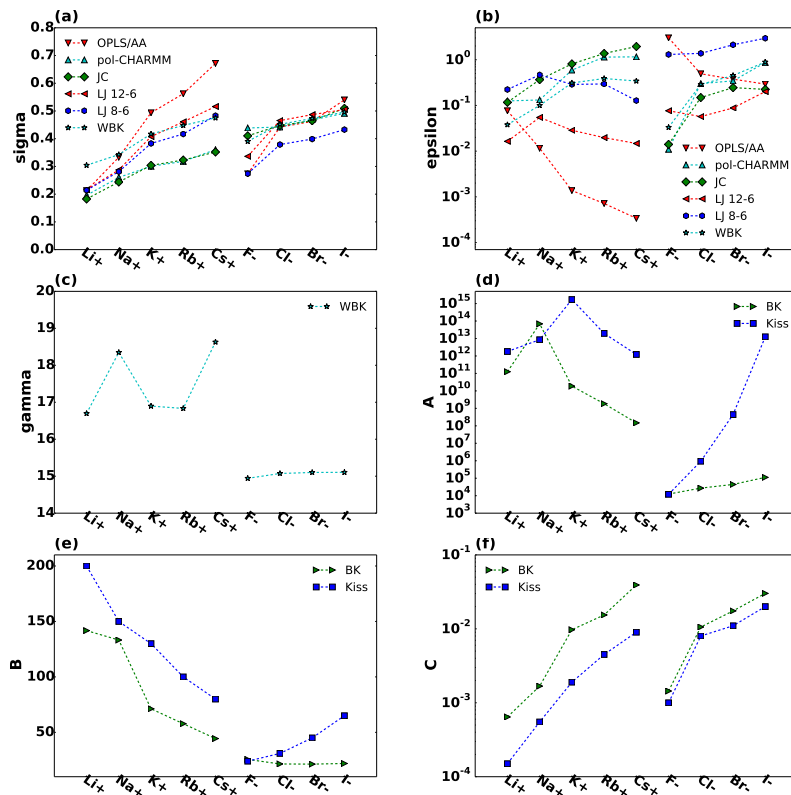 (a)
0.8
0.7
0.6
0.5
0.4
0.3
0.2
0.1
0.0
sigma
OPLS/AA
pol-CHARMM
JC
LJ 12-6
LJ 8-6
WBK
Li+ Na+ K+ Rb+ Cs+ F- Cl- Br- I-
(b)
10^0
10^-1
10^-2
10^-3
10^-4
epsilon
OPLS/AA
pol-CHARMM
JC
LJ 12-6
LJ 8-6
WBK
Li+ Na+ K+ Rb+ Cs+ F- Cl- Br- I-
(c)
20
19
18
17
16
15
14
gamma
WBK
Li+ Na+ K+ Rb+ Cs+ F- Cl- Br- I-
(d)
10^15
10^14
10^13
10^12
10^11
10^10
10^9
10^8
10^7
10^6
10^5
10^4
10^3
A
BK
Kiss
Li+ Na+ K+ Rb+ Cs+ F- Cl- Br- I-
(e)
200
150
100
50
B
BK
Kiss
Li+ Na+ K+ Rb+ Cs+ F- Cl- Br- I-
(f)
10^-1
10^-2
10^-3
10^-4
C
BK
Kiss
Li+ Na+ K+ Rb+ Cs+ F- Cl- Br- I-